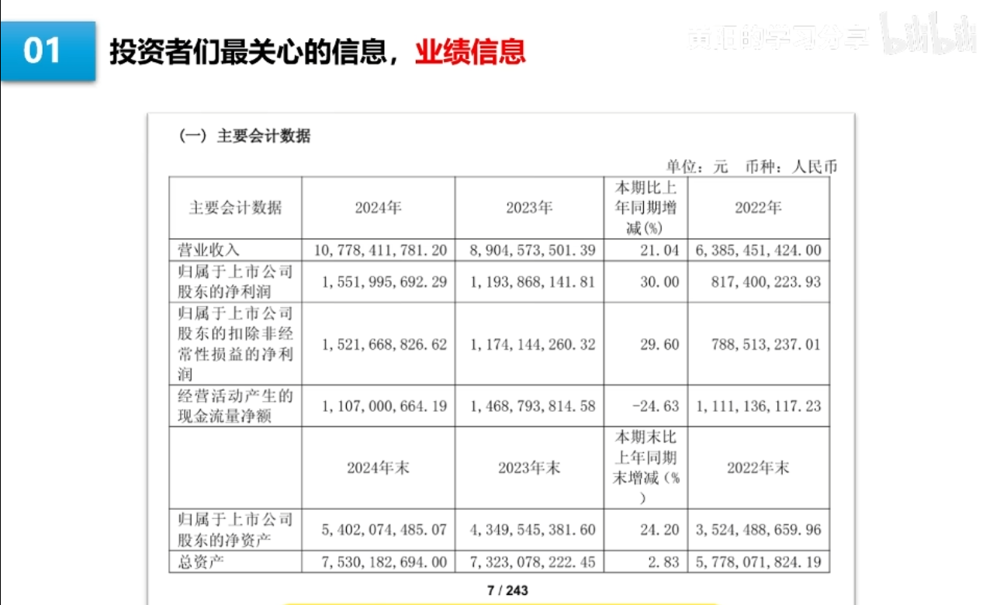 01
投资者们最关心的信息，业绩信息
黄阳的学习分享 bilibili
（一）主要会计数据
单位：元 币种：人民币
主要会计数据 2024年 2023年 本期比上年同期增减(%) 2022年
营业收入 10,778,411,781.20 8,904,573,501.39 21.04 6,385,451,424.00
归属于上市公司股东的净利润 1,551,995,692.29 1,193,868,141.81 30.00 817,400,223.93
归属于上市公司股东的扣除非经常性损益的净利润 1,521,668,826.62 1,174,144,260.32 29.60 788,513,237.01
经营活动产生的现金流量净额 1,107,000,664.19 1,468,793,814.58 -24.63 1,111,136,117.23
2024年末 2023年末 本期末比上年同期末增减（%） 2022年末
归属于上市公司股东的净资产 5,402,074,485.07 4,349,545,381.60 24.20 3,524,488,659.96
总资产 7,530,182,694.00 7,323,078,222.45 2.83 5,778,071,824.19
7 / 243